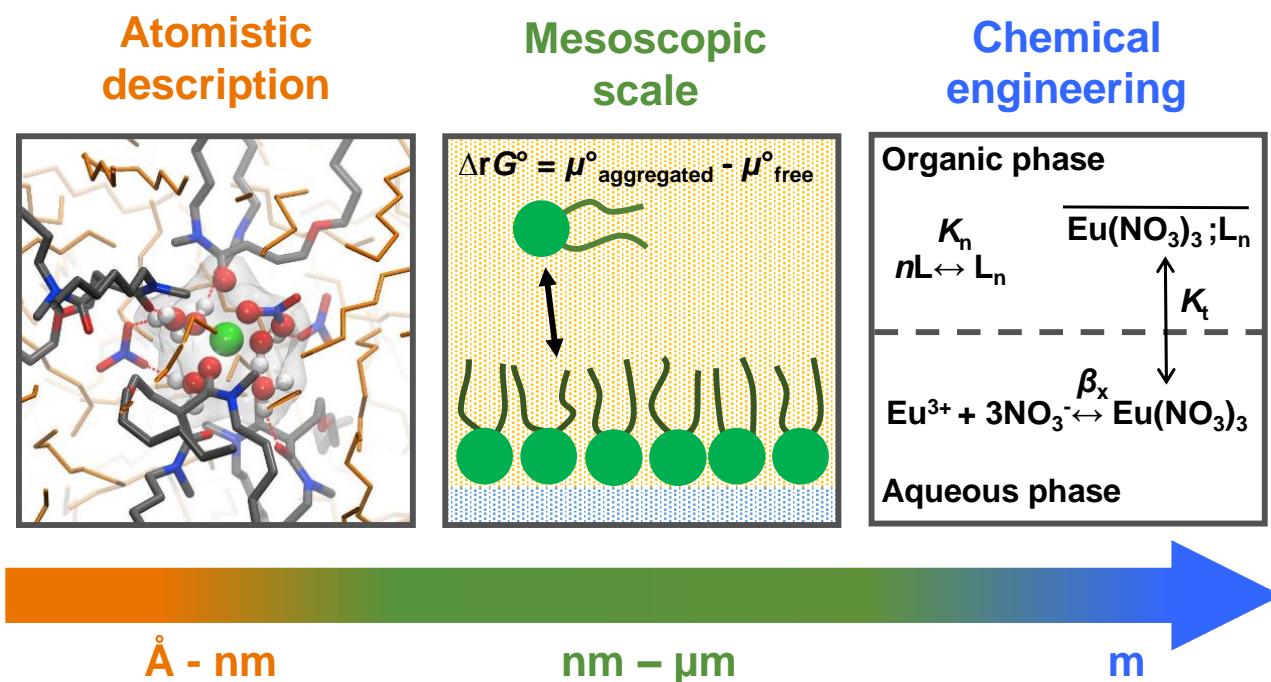 Atomistic
description
Mesoscopic
scale
Chemical
engineering
ΔrG° = μ°aggregated - μ°free
Organic phase
Kn
nL↔ Ln
Eu(NO3)3 ;Ln
Kt
βx
Eu3+ + 3NO3-↔ Eu(NO3)3
Aqueous phase
Å - nm
nm – μm
m